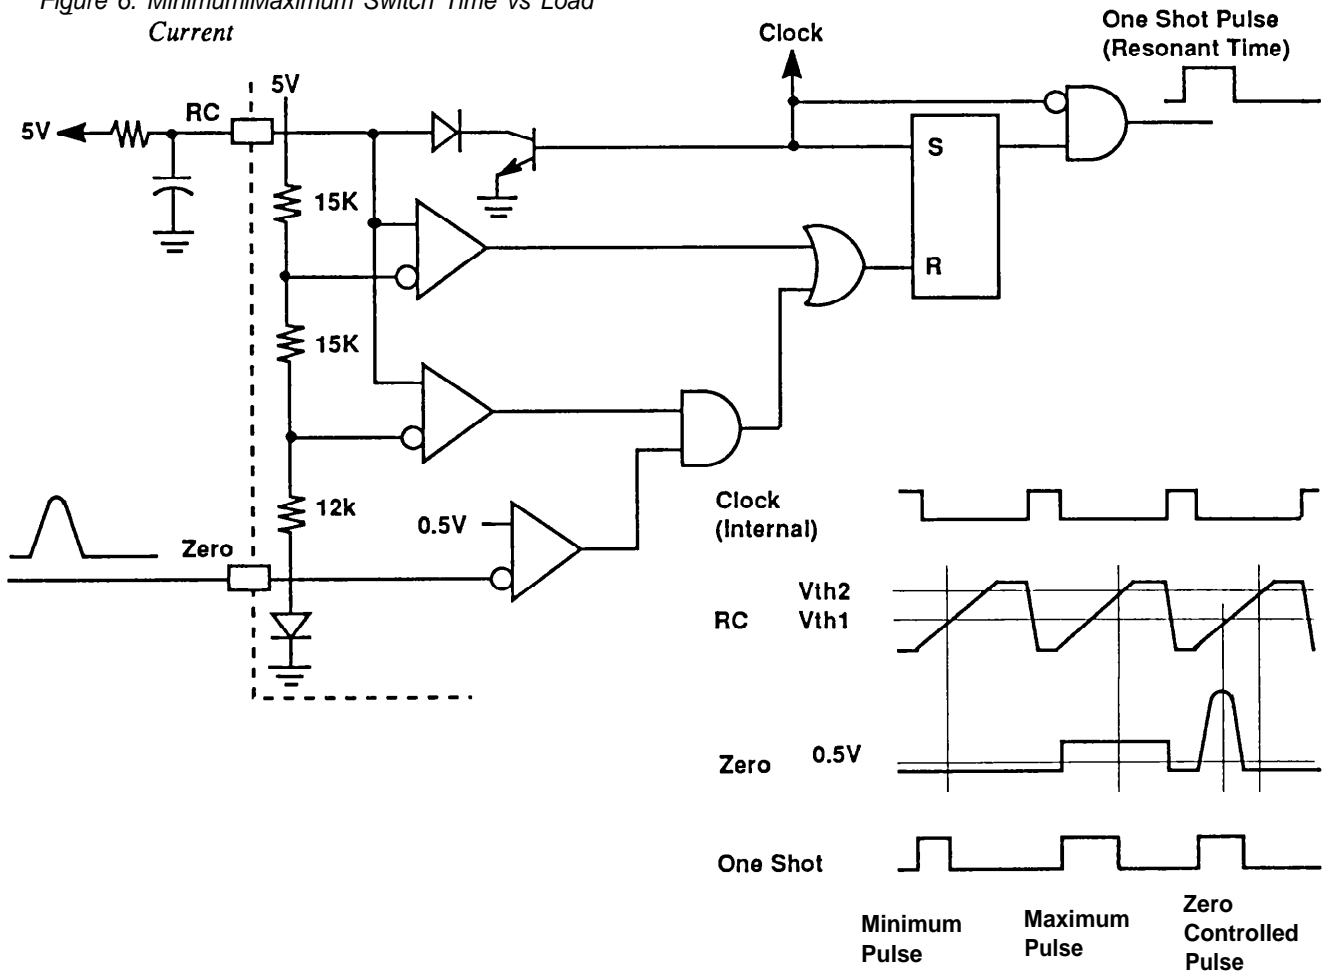 Figure 6. MinimumlMaximum Switch Time vs Load
Current
Clock
One Shot Pulse
(Resonant Time)
5V
RC
5V
S
15K
R
15K
12k
0.5V
Zero
Clock
(Internal)
Vth2
RC Vth1
Zero 0.5V
One Shot
Minimum
Pulse
Maximum
Pulse
Zero
Controlled
Pulse